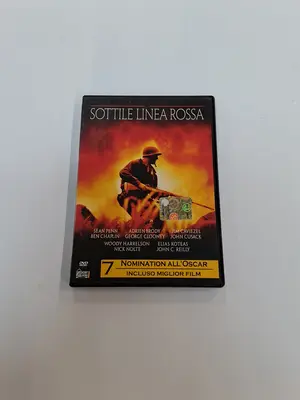 SOTTILE LINEA ROSSA
SEAN PENN ADRIEN BRODY JIM CAVIEZEL
BEN CHAPLIN GEORGE CLOONEY JOHN CUSACK
WOODY HARRELSON ELIAS KOTEAS
NICK NOLTE JOHN C. REILLY
DVD
7 NOMINATION ALL'OSCAR
INCLUSO MIGLIOR FILM